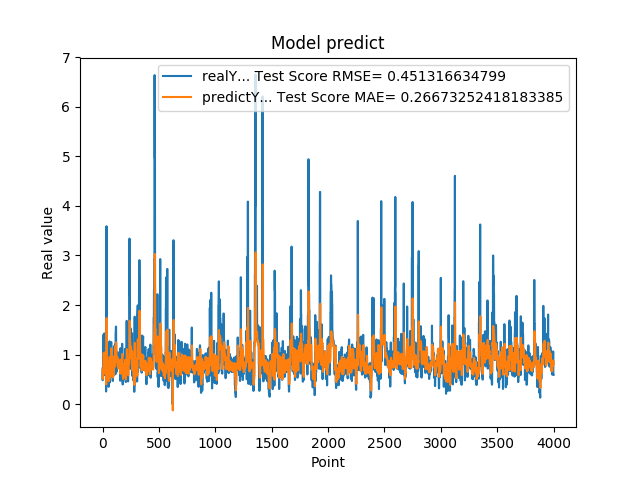 Model predict
realY... Test Score RMSE= 0.451316634799
predictY... Test Score MAE= 0.26673252418183385
Real value
7
6
5
4
3
2
1
0
0 500 1000 1500 2000 2500 3000 3500 4000
Point